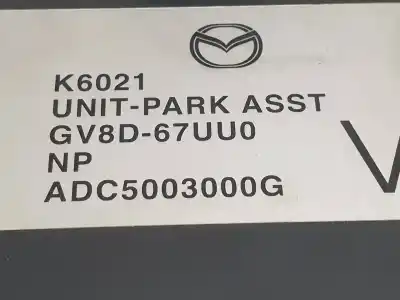 K6021
UNIT-PARK ASST
GV8D-67UU0
NP
ADC5003000G